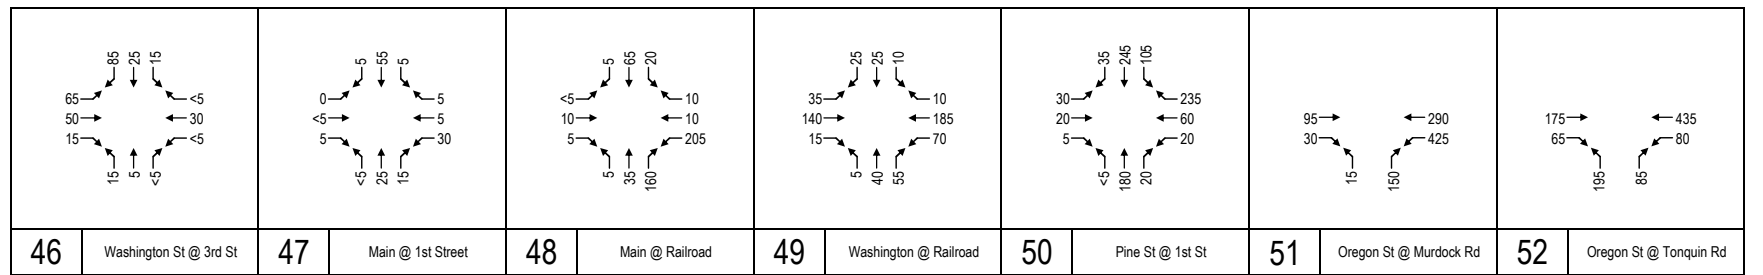 85 25 15
65 <5
50 30
15 <5
15 5 <5
46 Washington St @ 3rd St
5 55 5
0 5
<5 5
5 30
<5 25 15
47 Main @ 1st Street
5 65 20
<5 10
10 10
5 205
5 35 160
48 Main @ Railroad
25 25 10
35 10
140 185
15 70
5 40 55
49 Washington @ Railroad
35 245 105
30 235
20 60
5 20
<5 180 20
50 Pine St @ 1st St
95 290
30 425
15 150
51 Oregon St @ Murdock Rd
175 435
65 80
195 85
52 Oregon St @ Tonquin Rd